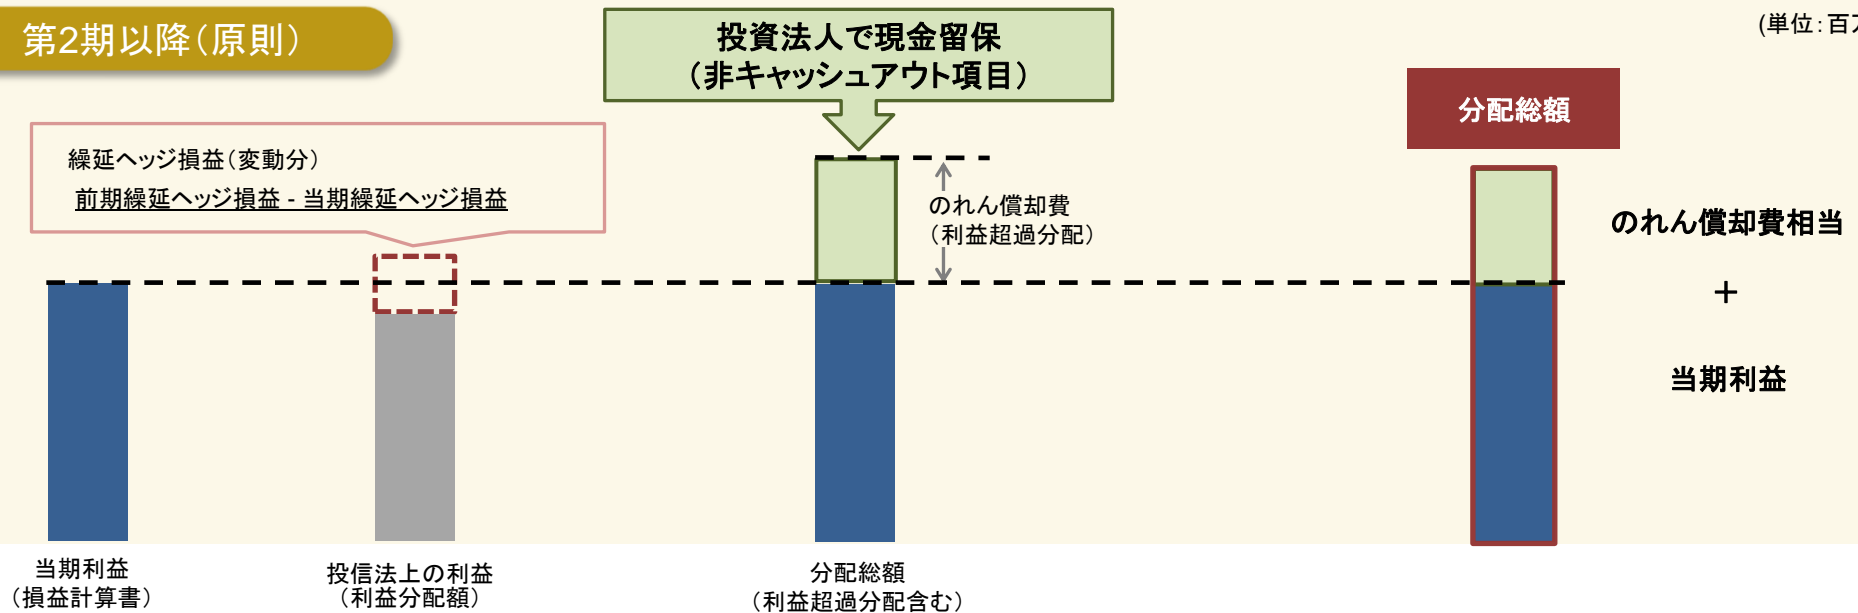 第2期以降（原則）
(単位：百
投資法人で現金留保
（非キャッシュアウト項目）
分配総額
繰延ヘッジ損益（変動分）
前期繰延ヘッジ損益 - 当期繰延ヘッジ損益
のれん償却費
（利益超過分配）
のれん償却費相当
＋
当期利益
当期利益
（損益計算書）
投信法上の利益
（利益分配額）
分配総額
（利益超過分配含む）